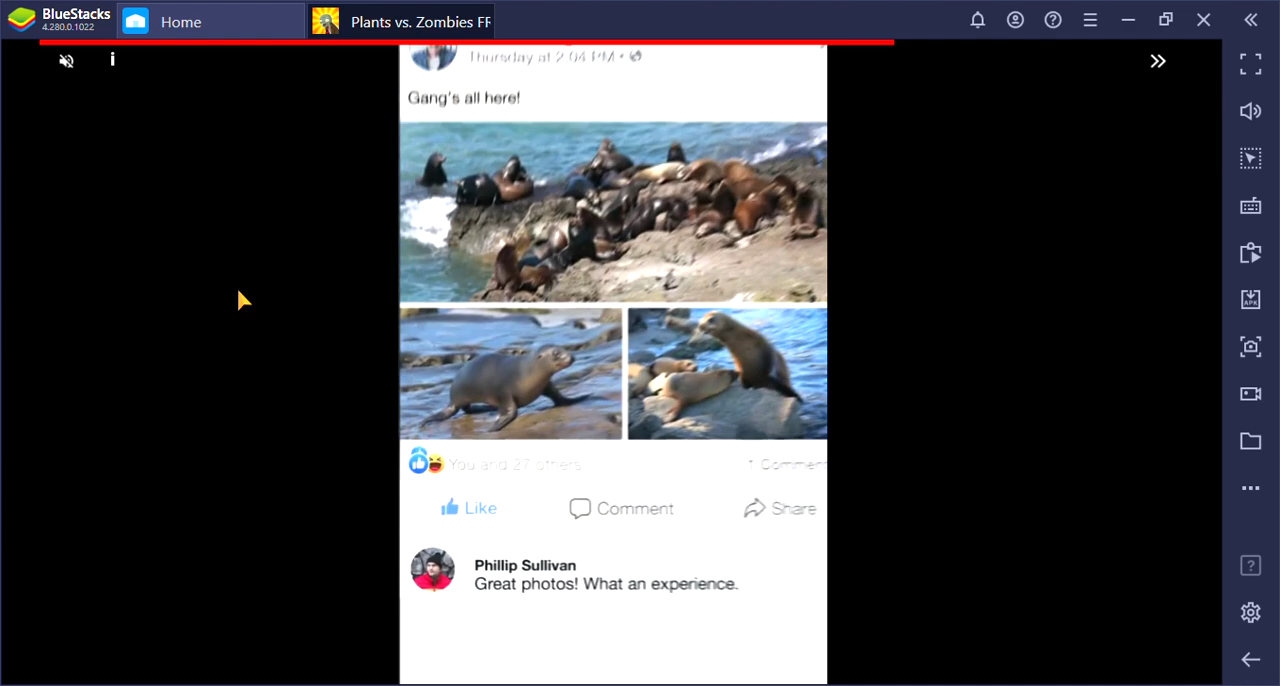 BlueStacks
4.280.0.1022
Home
Plants vs. Zombies FF
Thursday at 2:04 PM
Gang's all here!
You and 27 others
1 Comment
Like
Comment
Share
Phillip Sullivan
Great photos! What an experience.
APK